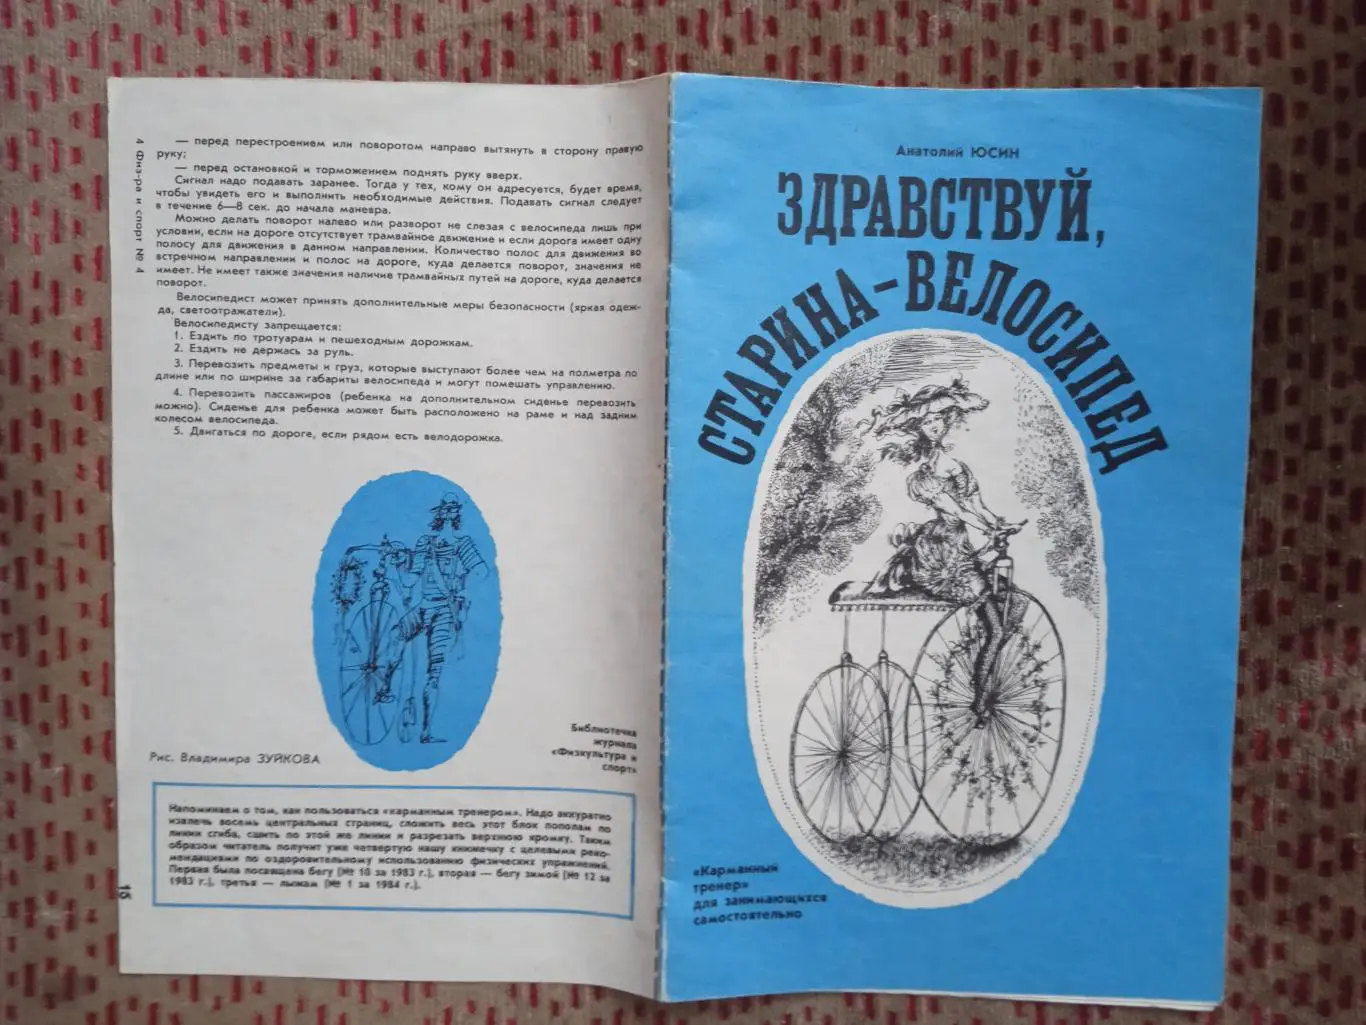 — перед перестроением или поворотом направо вытянуть в сторону правую
руку;
— перед остановкой и торможением поднять руку вверх.
Сигнал надо подавать заранее. Тогда у тех, кому он адресуется, будет время,
чтобы увидеть его и выполнить необходимые действия. Подавать сигнал следует
в течение 6—8 сек. до начала маневра.
Можно делать поворот налево или разворот не слезая с велосипеда лишь при
условии, если на дороге отсутствует трамвайное движение и если дорога имеет одну
полосу для движения в данном направлении. Количество полос для движения во
встречном направлении и полос на дороге, куда делается поворот, значения не
имеет. Не имеет также значения наличие трамвайных путей на дороге, куда делается
поворот.
Велосипедист может принять дополнительные меры безопасности (яркая одеж-
да, светоотражатели).
Велосипедисту запрещается:
1. Ездить по тротуарам и пешеходным дорожкам.
2. Ездить не держась за руль.
3. Перевозить предметы и груз, которые выступают более чем на полметра по
длине или по ширине за габариты велосипеда и могут помешать управлению.
4. Перевозить пассажиров (ребенка на дополнительном сиденье перевозить
можно). Сиденье для ребенка может быть расположено на раме и над задним
колесом велосипеда.
5. Двигаться по дороге, если рядом есть велодорожка.
4 Физ-ра и спорт № 4
Рис. Владимира ЗУЙКОВА
Библиотечка
журнала
«Физкультура и
спорт»
Напоминаем о том, как пользоваться «карманным тренером». Надо аккуратно
извлечь восемь центральных страниц, сложить весь этот блок пополам по
линии сгиба, сшить по этой же линии и разрезать верхнюю кромку. Таким
образом читатель получит уже четвертую нашу книжечку с целевыми реко-
мендациями по оздоровительному использованию физических упражнений.
Первая была посвящена бегу (№ 10 за 1983 г.), вторая — бегу зимой (№ 12 за
1983 г.), третья — лыжам (№ 1 за 1984 г.).
16
Анатолий ЮСИН
ЗДРАВСТВУЙ,
СТАРИНА-ВЕЛОСИПЕД
«Карманный
тренер»
для занимающихся
самостоятельно